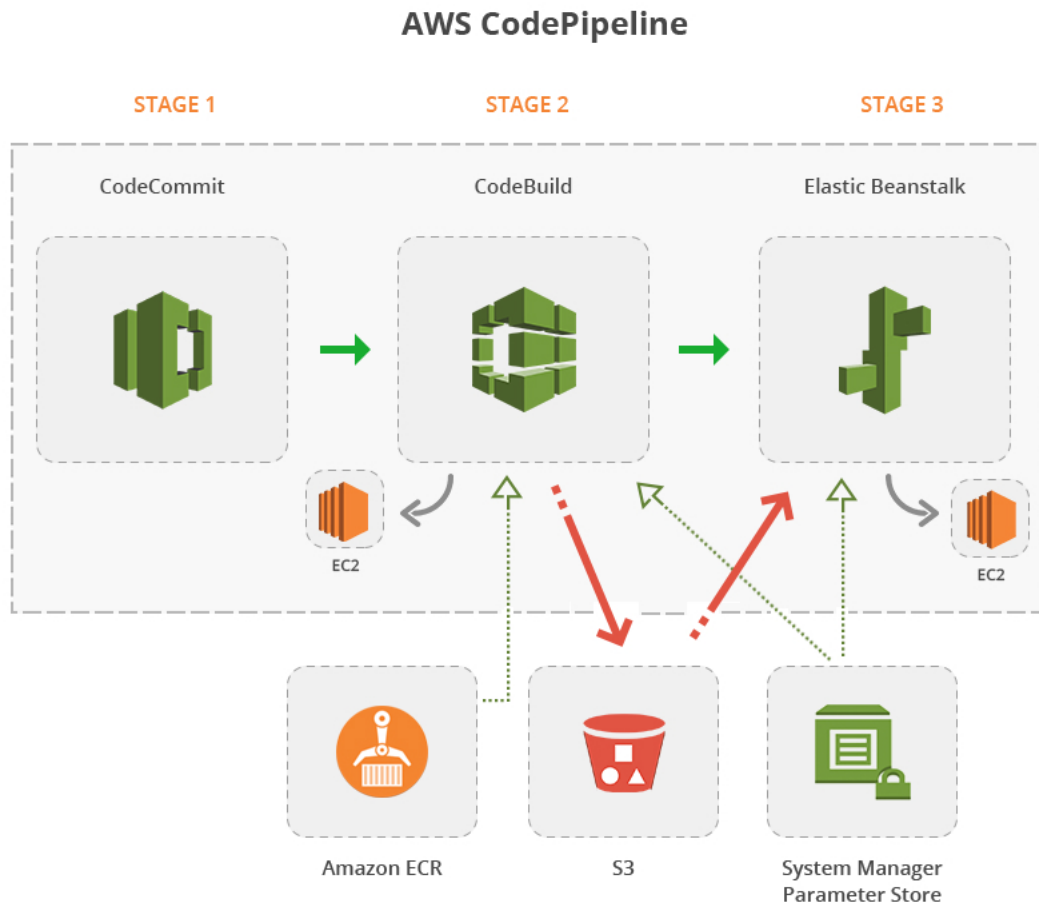 AWS CodePipeline
STAGE 1
STAGE 2
STAGE 3
CodeCommit
CodeBuild
Elastic Beanstalk
EC2
EC2
Amazon ECR
S3
System Manager
Parameter Store